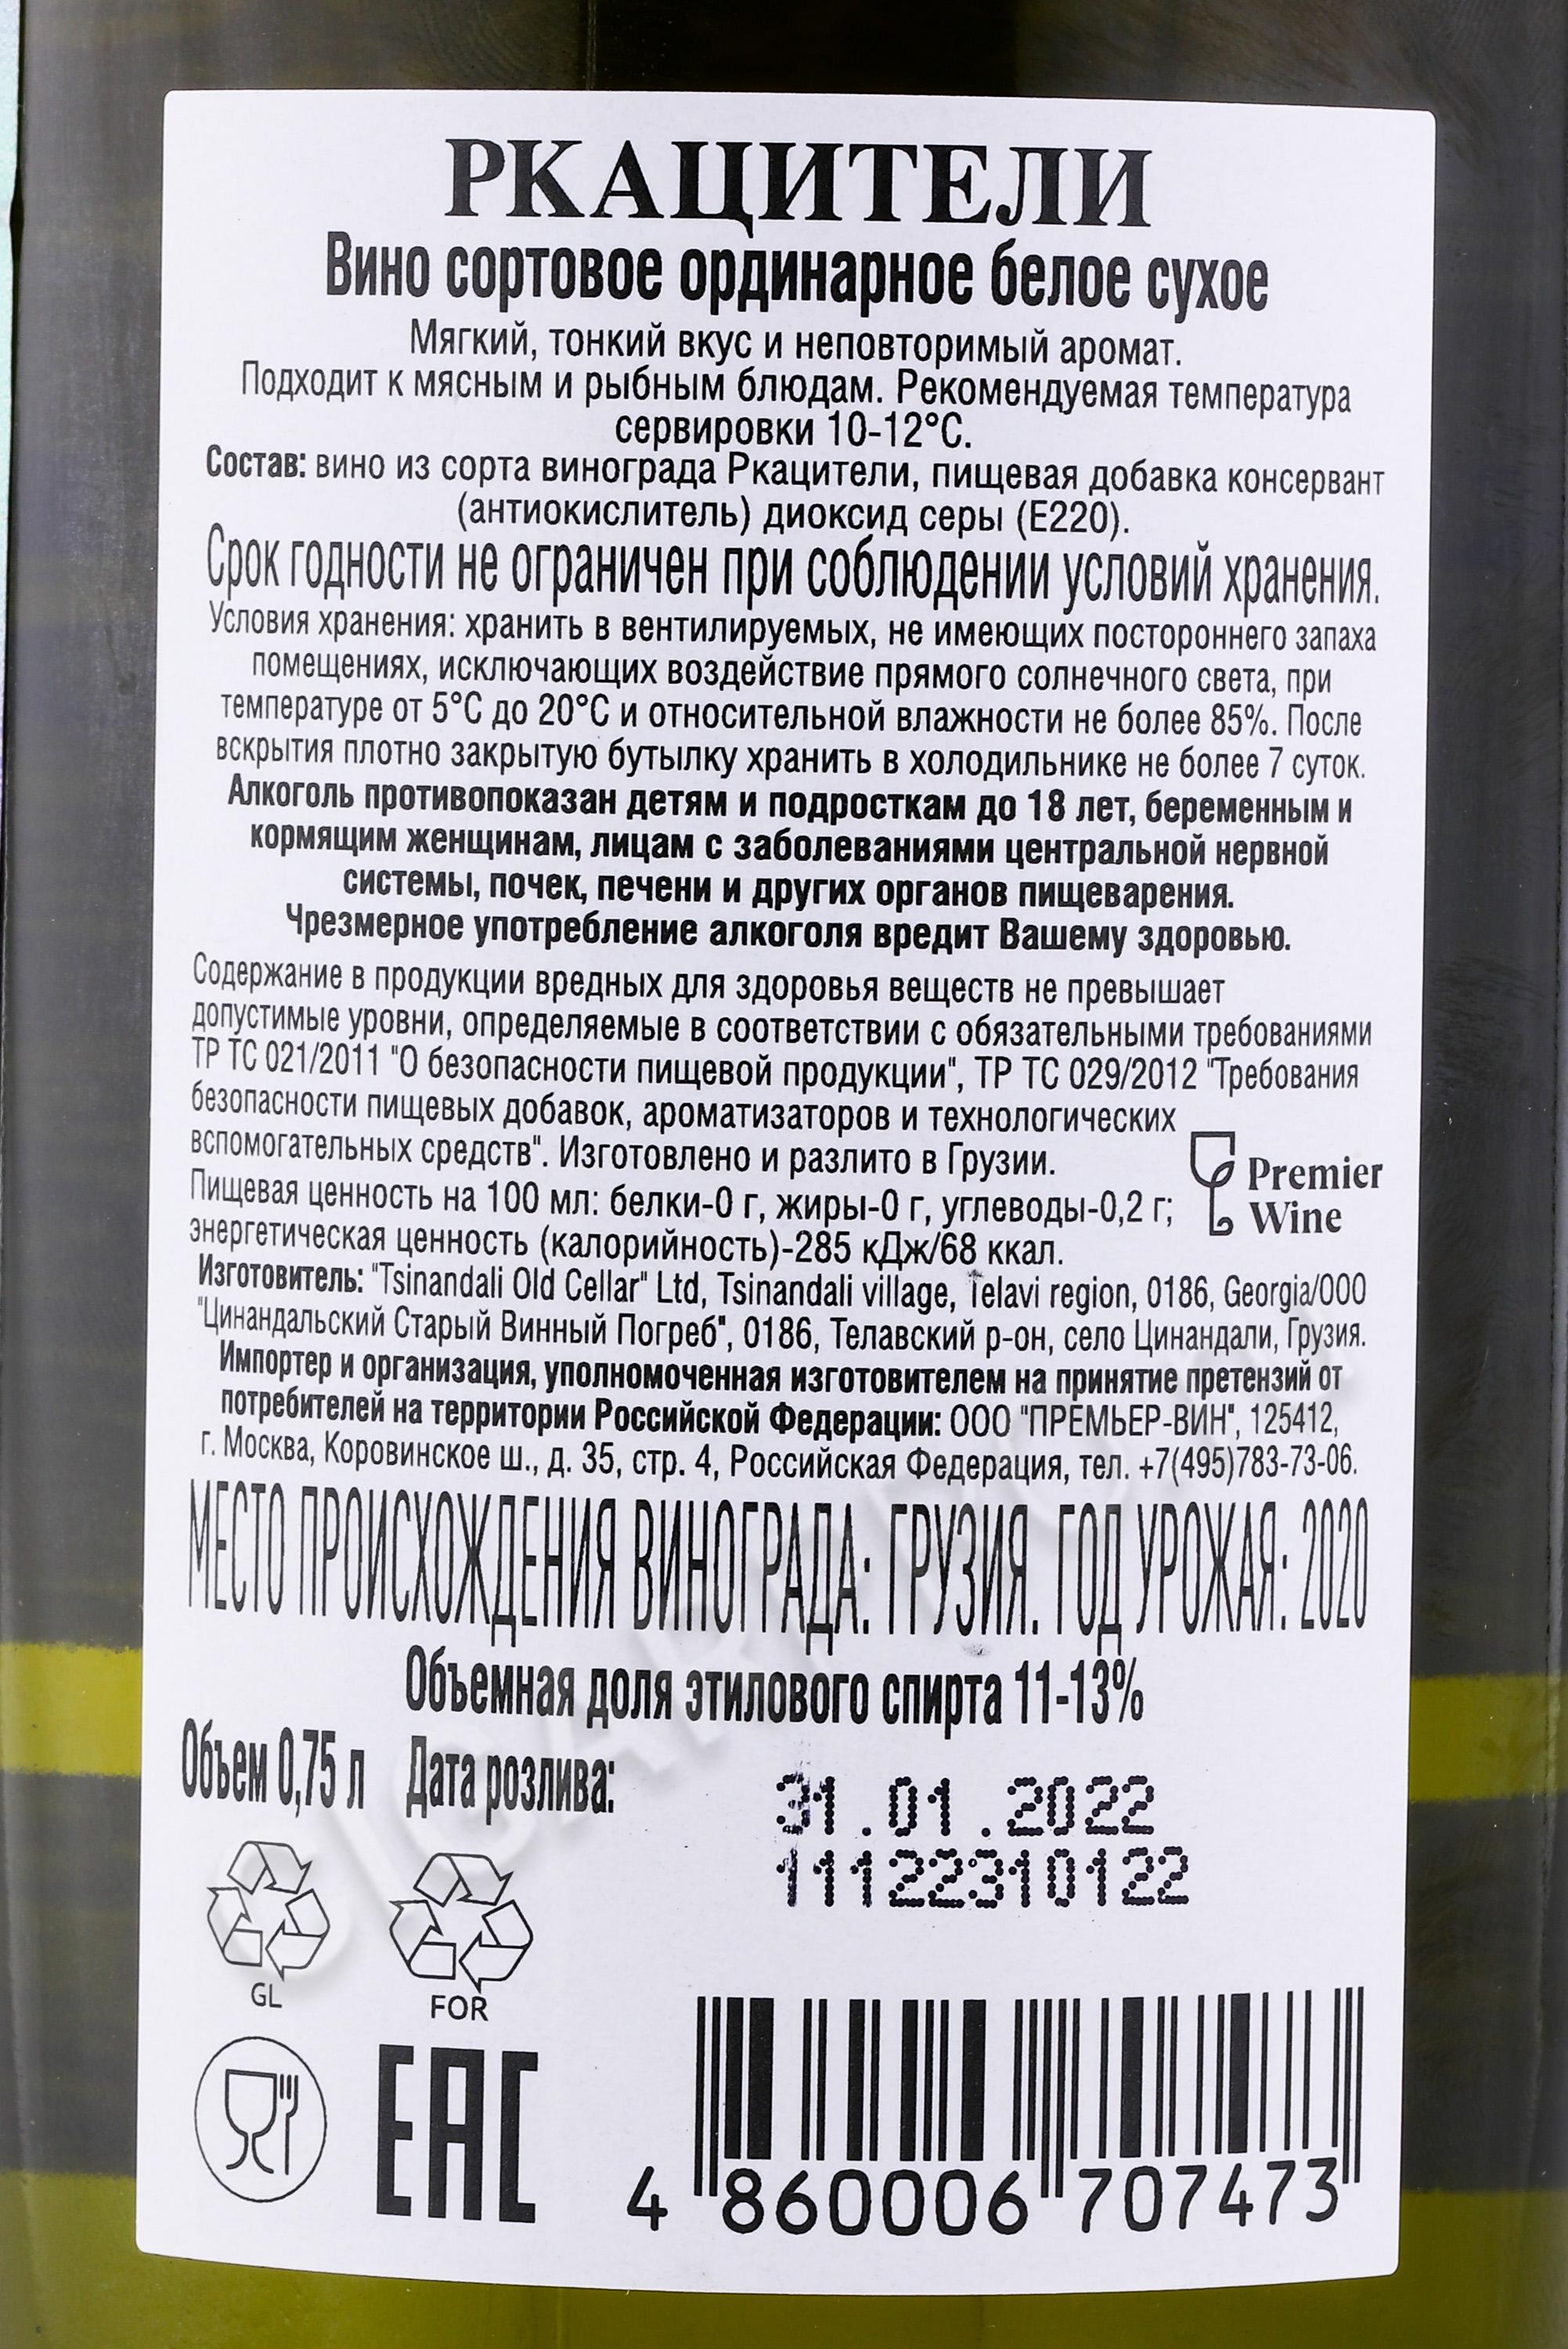 РКАЦИТЕЛИ
Вино сортовое ординарное белое сухое
Мягкий, тонкий вкус и неповторимый аромат.
Подходит к мясным и рыбным блюдам. Рекомендуемая температура
сервировки 10-12°С.
Состав: вино из сорта винограда Ркацители, пищевая добавка консервант
(антиокислитель) диоксид серы (Е220).
Срок годности не ограничен при соблюдении условий хранения.
Условия хранения: хранить в вентилируемых, не имеющих постороннего запаха
помещениях, исключающих воздействие прямого солнечного света, при
температуре от 5°С до 20°С и относительной влажности не более 85%. После
вскрытия плотно закрытую бутылку хранить в холодильнике не более 7 суток.
Алкоголь противопоказан детям и подросткам до 18 лет, беременным и
кормящим женщинам, лицам с заболеваниями центральной нервной
системы, почек, печени и других органов пищеварения.
Чрезмерное употребление алкоголя вредит Вашему здоровью.
Содержание в продукции вредных для здоровья веществ не превышает
допустимые уровни, определяемые в соответствии с обязательными требованиями
ТР ТС 021/2011 "О безопасности пищевой продукции", ТР ТС 029/2012 "Требования
безопасности пищевых добавок, ароматизаторов и технологических
вспомогательных средств". Изготовлено и разлито в Грузии.
Premier
Wine
Пищевая ценность на 100 мл: белки-0 г, жиры-0 г, углеводы-0,2 г;
энергетическая ценность (калорийность)-285 кДж/68 ккал.
Изготовитель: "Tsinandali Old Cellar" Ltd, Tsinandali village, Telavi region, 0186, Georgia/ООО
"Цинандальский Старый Винный Погреб", 0186, Телавский р-он, село Цинандали, Грузия.
Импортер и организация, уполномоченная изготовителем на принятие претензий от
потребителей на территории Российской Федерации: ООО "ПРЕМЬЕР-ВИН", 125412,
г. Москва, Коровинское ш., д. 35, стр. 4, Российская Федерация, тел. +7(495)783-73-06.
МЕСТО ПРОИСХОЖДЕНИЯ ВИНОГРАДА: ГРУЗИЯ. ГОД УРОЖАЯ: 2020
Объемная доля этилового спирта 11-13%
Объем 0,75 л Дата розлива:
31.01.2022
11122310122
GL
FOR
EAC
4 860006 707473